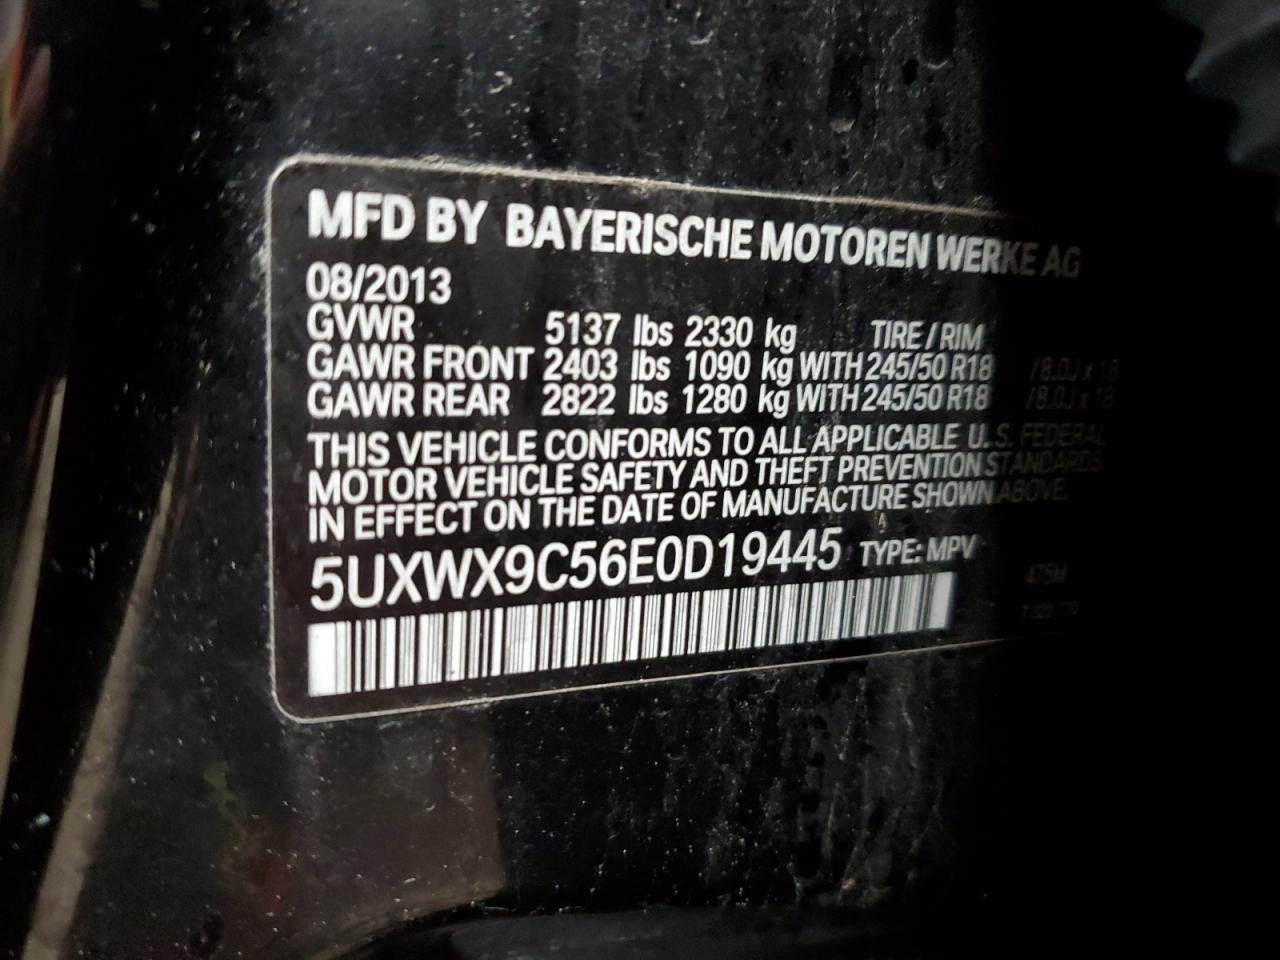 MFD BY BAYERISCHE MOTOREN WERKE AG
08/2013
GVWR 5137 lbs 2330 kg TIRE / RIM
GAWR FRONT 2403 lbs 1090 kg WITH 245/50 R18 /8.0J x 18
GAWR REAR 2822 lbs 1280 kg WITH 245/50 R18 /8.0J x 18
THIS VEHICLE CONFORMS TO ALL APPLICABLE U.S. FEDERAL
MOTOR VEHICLE SAFETY AND THEFT PREVENTION STANDARDS
IN EFFECT ON THE DATE OF MANUFACTURE SHOWN ABOVE.
5UXWX9C56E0D19445 TYPE: MPV
475M